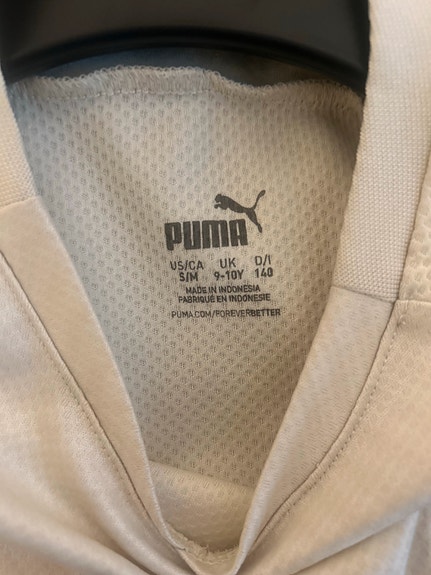 PUMA
US/CA UK D/I
S/M 9-10Y 140
MADE IN INDONESIA
FABRIQUÉ EN INDONESIE
PUMA.COM/FOREVERBETTER